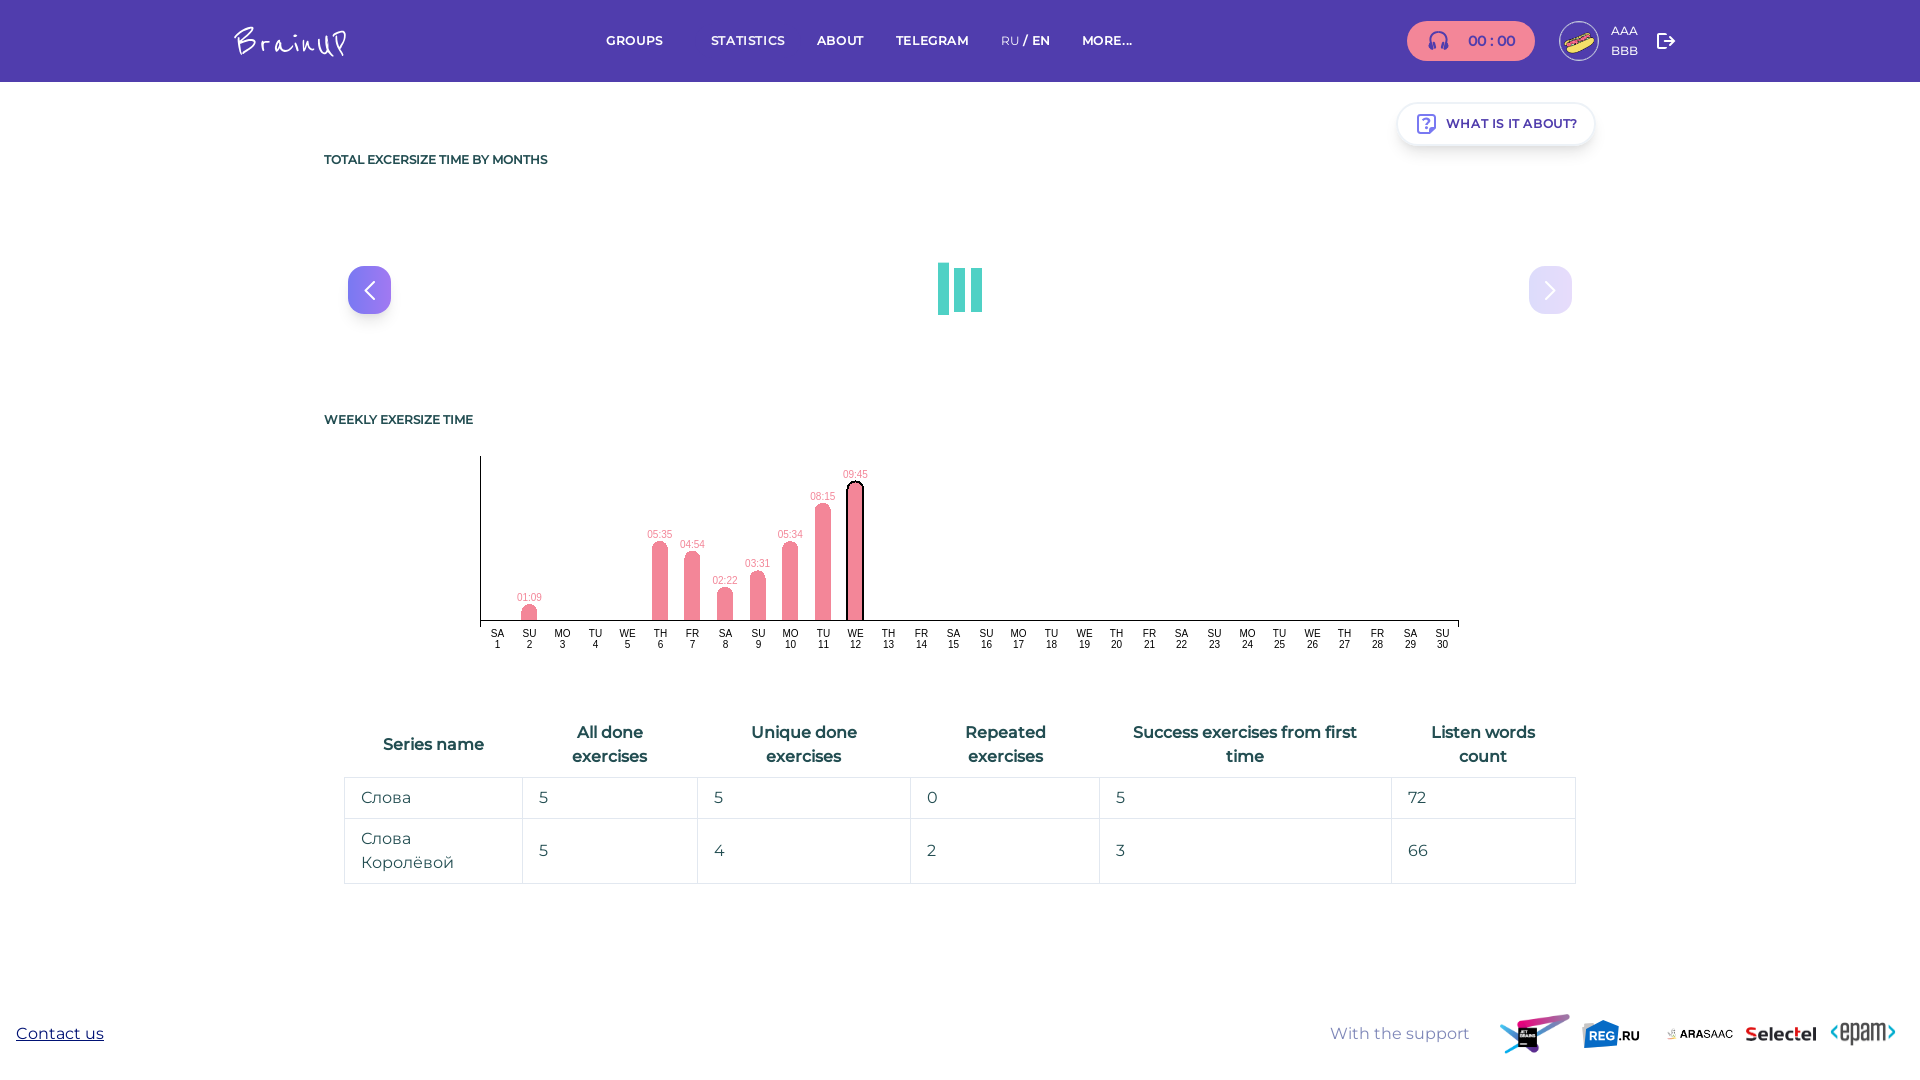 BrainUP
GROUPS STATISTICS ABOUT TELEGRAM RU / EN MORE...
00 : 00
AAA
BBB
WHAT IS IT ABOUT?
TOTAL EXCERSIZE TIME BY MONTHS
WEEKLY EXERSIZE TIME
01:09 05:35 04:54 02:22 03:31 05:34 08:15 09:45
SA SU MO TU WE TH FR SA SU MO TU WE TH FR SA SU MO TU WE TH FR SA SU MO TU WE TH FR SA SU
1 2 3 4 5 6 7 8 9 10 11 12 13 14 15 16 17 18 19 20 21 22 23 24 25 26 27 28 29 30
Series name All done exercises Unique done exercises Repeated exercises Success exercises from first time Listen words count
Слова 5 5 0 5 72
Слова Королёвой 5 4 2 3 66
Contact us
With the support
REG.RU
ARASAAC
Selectel
<epam>